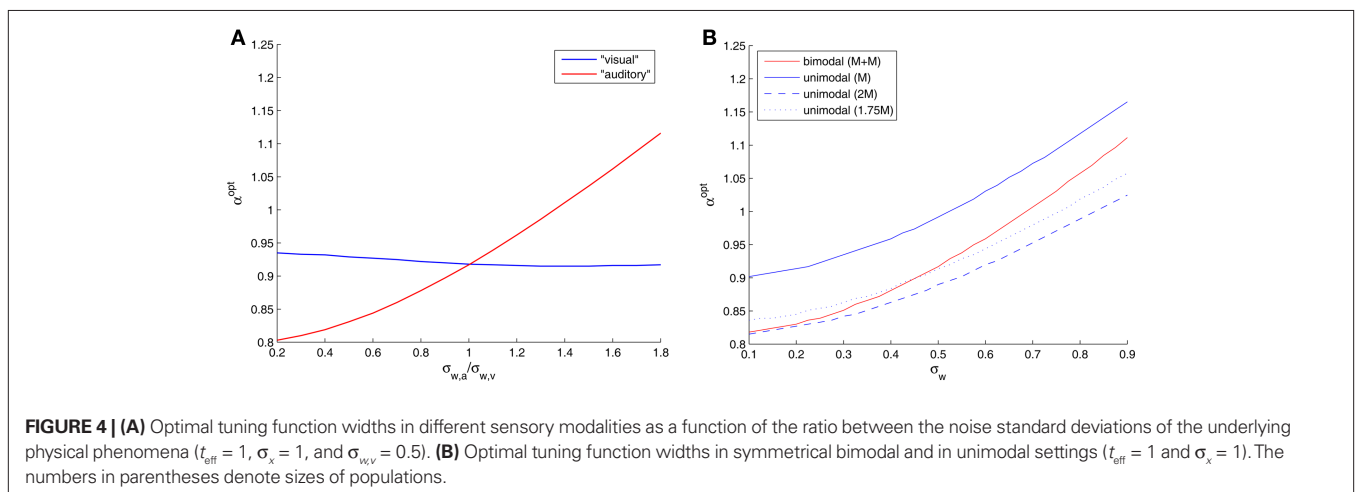 A
1.25
1.2
1.15
1.1
1.05
1
0.95
0.9
0.85
0.8
α^opt
0.2 0.4 0.6 0.8 1 1.2 1.4 1.6 1.8
σ_w,a/σ_w,v
"visual"
"auditory"
B
1.25
1.2
1.15
1.1
1.05
1
0.95
0.9
0.85
0.8
α^opt
0.1 0.2 0.3 0.4 0.5 0.6 0.7 0.8 0.9
σ_w
bimodal (M+M)
unimodal (M)
unimodal (2M)
unimodal (1.75M)
FIGURE 4 | (A) Optimal tuning function widths in different sensory modalities as a function of the ratio between the noise standard deviations of the underlying
physical phenomena (t_eff = 1, σ_x = 1, and σ_w,v = 0.5). (B) Optimal tuning function widths in symmetrical bimodal and in unimodal settings (t_eff = 1 and σ_x = 1). The
numbers in parentheses denote sizes of populations.